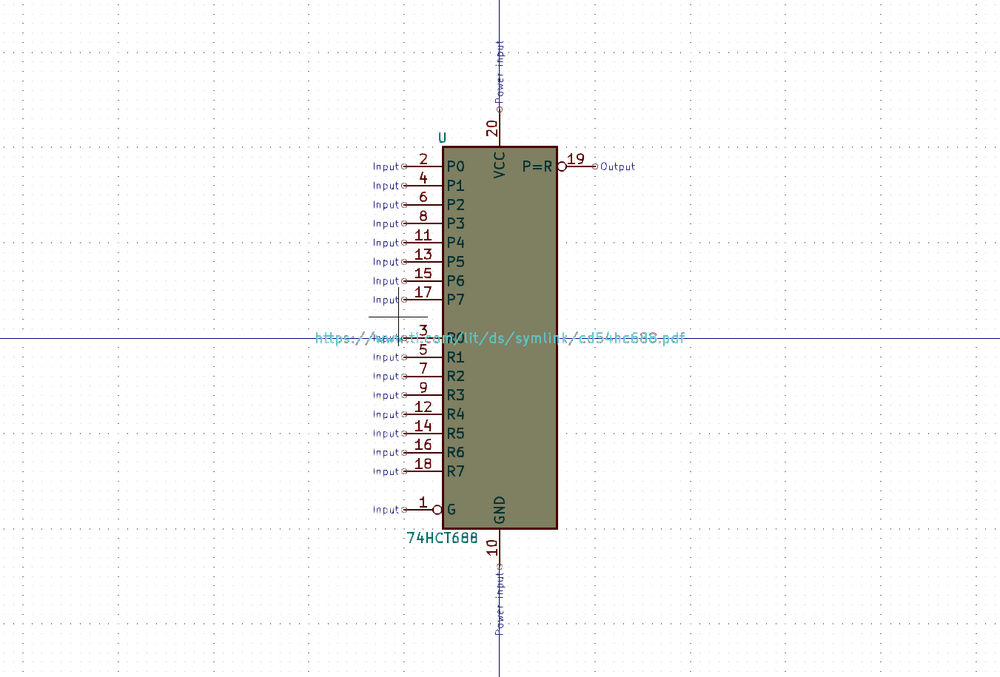 Power input
20
U
VCC
Input 2 P0 P=R 19 Output
Input 4 P1
Input 6 P2
Input 8 P3
Input 11 P4
Input 13 P5
Input 15 P6
Input 17 P7
Input 3 R0
https://www.ti.com/lit/ds/symlink/cd54hc688.pdf
Input 5 R1
Input 7 R2
Input 9 R3
Input 12 R4
Input 14 R5
Input 16 R6
Input 18 R7
Input 1 G
GND
74HCT688
10
Power input